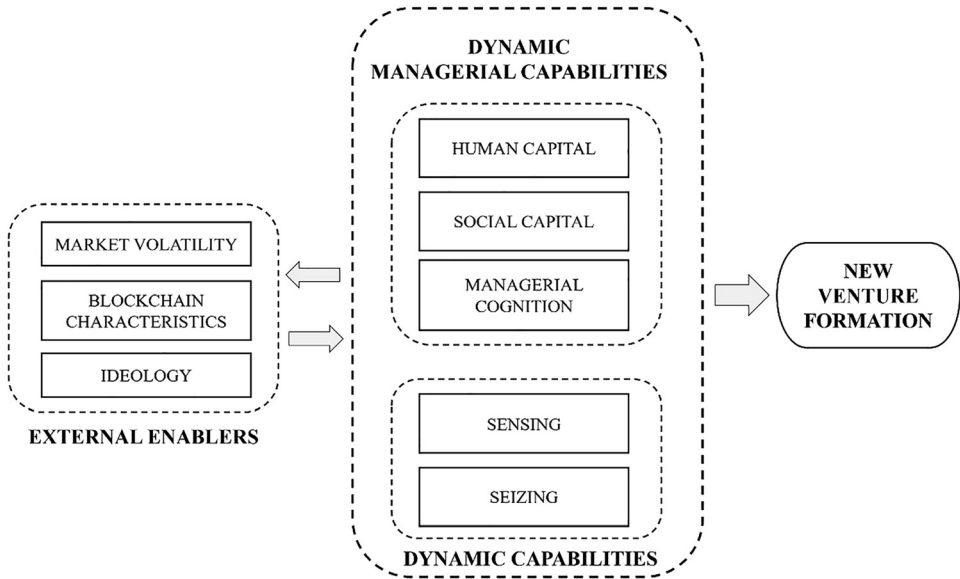 MARKET VOLATILITY
BLOCKCHAIN
CHARACTERISTICS
IDEOLOGY
EXTERNAL ENABLERS
DYNAMIC
MANAGERIAL CAPABILITIES
HUMAN CAPITAL
SOCIAL CAPITAL
MANAGERIAL
COGNITION
SENSING
SEIZING
DYNAMIC CAPABILITIES
NEW
VENTURE
FORMATION